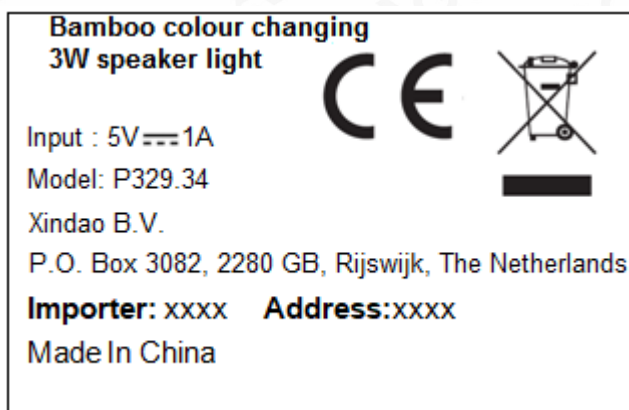 Bamboo colour changing
3W speaker light
CE
Input : 5V⎓1A
Model: P329.34
Xindao B.V.
P.O. Box 3082, 2280 GB, Rijswijk, The Netherlands
Importer: xxxx Address:xxxx
Made In China